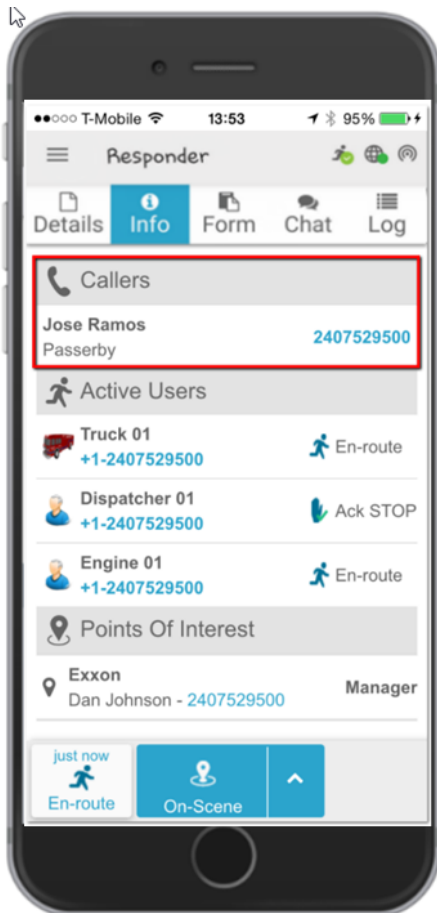 T-Mobile 13:53 95%
Responder
Details Info Form Chat Log
Callers
Jose Ramos
Passerby 2407529500
Active Users
Truck 01
+1-2407529500 En-route
Dispatcher 01
+1-2407529500 Ack STOP
Engine 01
+1-2407529500 En-route
Points Of Interest
Exxon
Dan Johnson - 2407529500 Manager
just now
En-route On-Scene